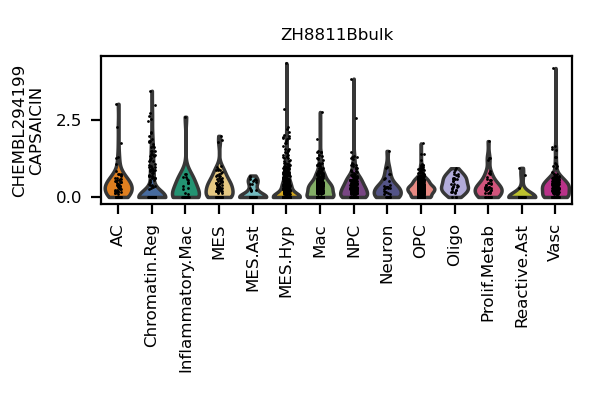 ZH8811Bbulk
CHEMBL294199
CAPSAICIN
2.5
0.0
AC
Chromatin.Reg
Inflammatory.Mac
MES
MES.Ast
MES.Hyp
Mac
NPC
Neuron
OPC
Oligo
Prolif.Metab
Reactive.Ast
Vasc